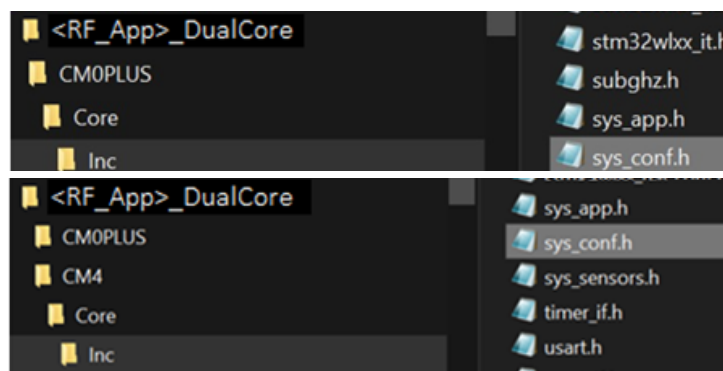 <RF_App>_DualCore
CM0PLUS
Core
Inc
stm32wlxx_it.h
subghz.h
sys_app.h
sys_conf.h
<RF_App>_DualCore
CM0PLUS
CM4
Core
Inc
sys_app.h
sys_conf.h
sys_sensors.h
timer_if.h
usart.h